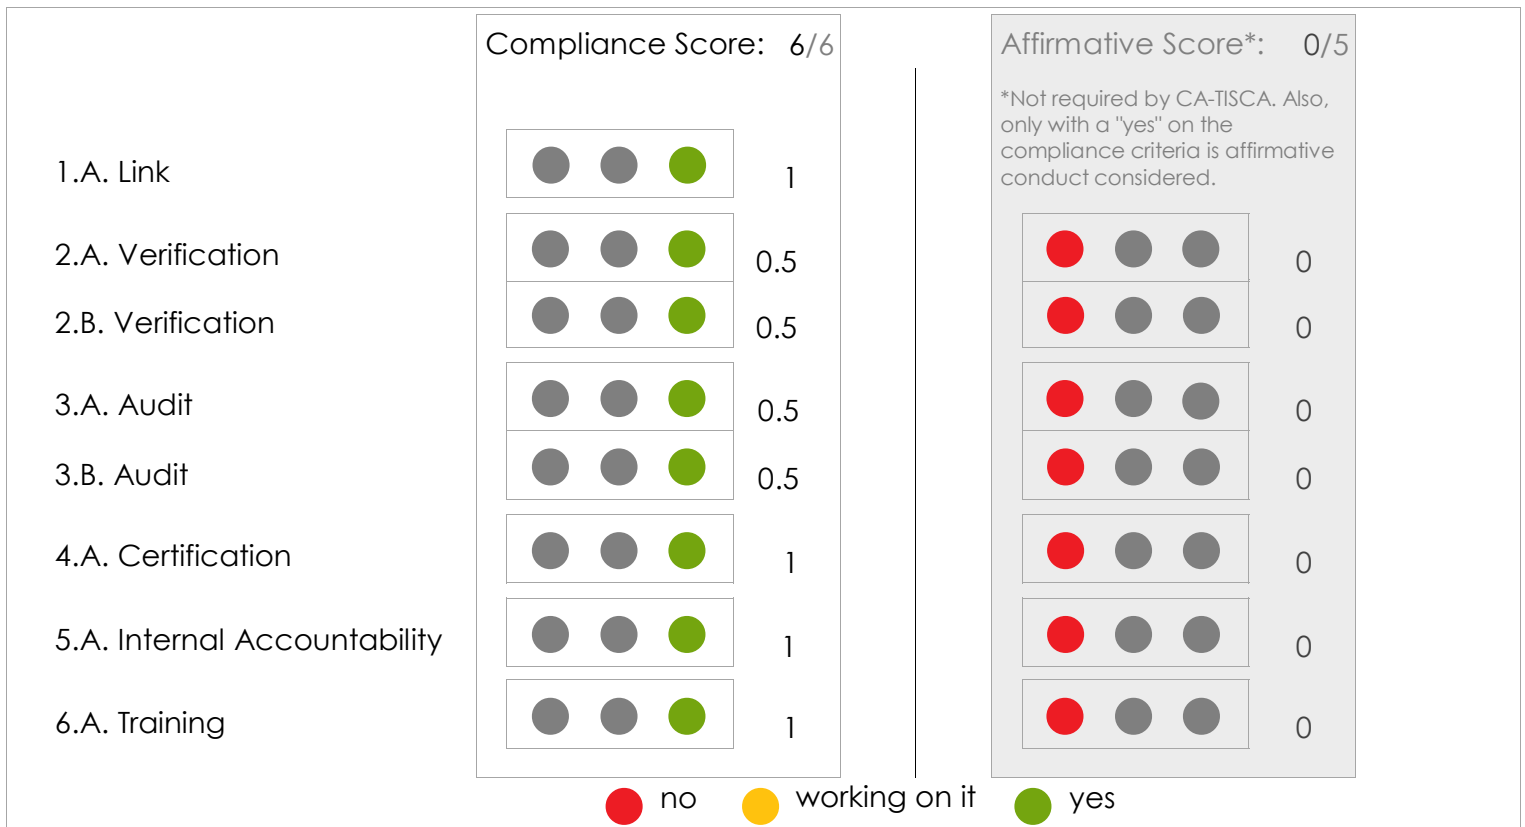 Compliance Score: 6/6
Affirmative Score*: 0/5
*Not required by CA-TISCA. Also,
only with a "yes" on the
compliance criteria is affirmative
conduct considered.
1.A. Link 1
2.A. Verification 0.5 0
2.B. Verification 0.5 0
3.A. Audit 0.5 0
3.B. Audit 0.5 0
4.A. Certification 1 0
5.A. Internal Accountability 1 0
6.A. Training 1 0
no working on it yes